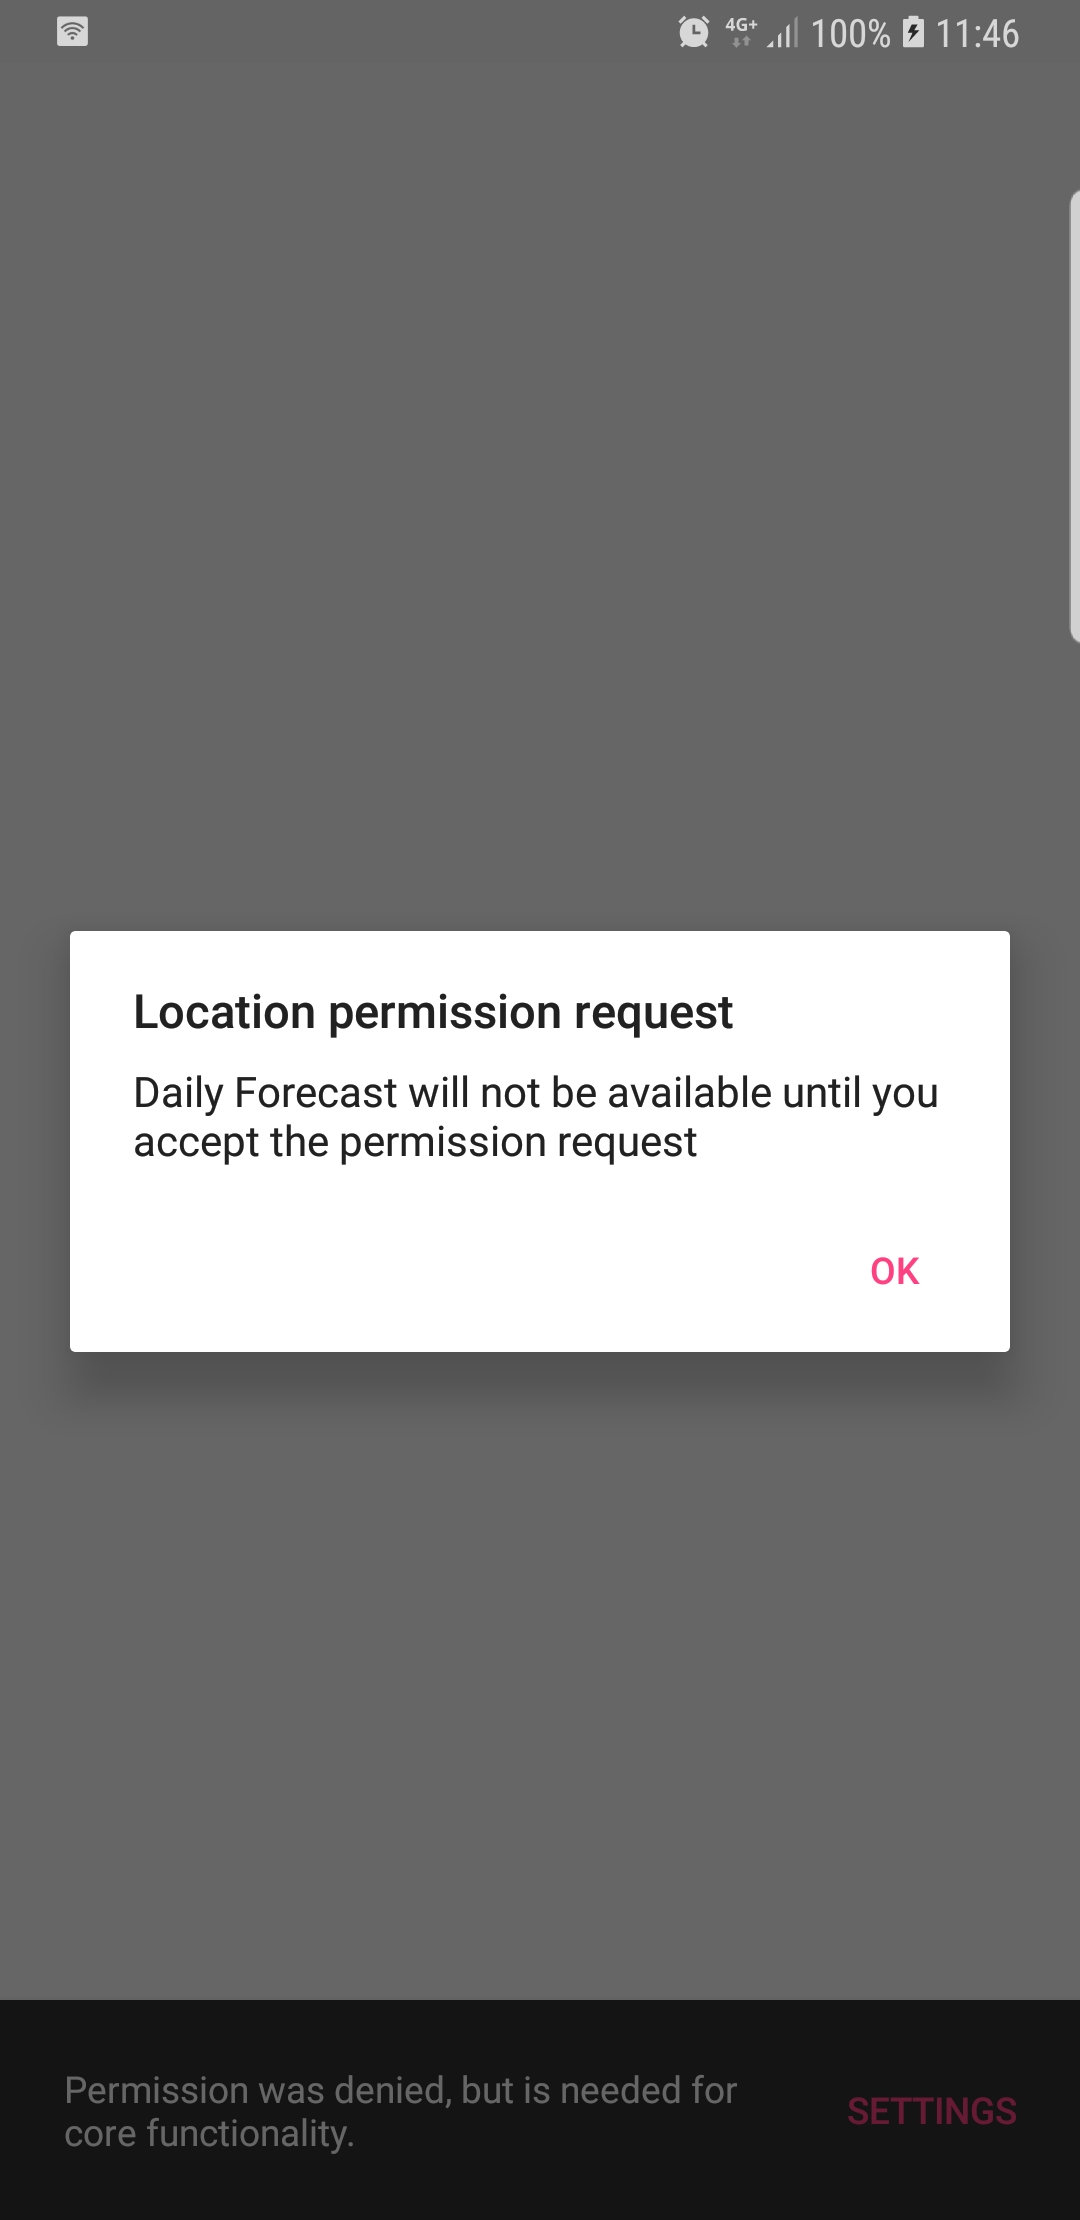 4G+ 100% 11:46
Location permission request
Daily Forecast will not be available until you
accept the permission request
OK
Permission was denied, but is needed for
core functionality.
SETTINGS